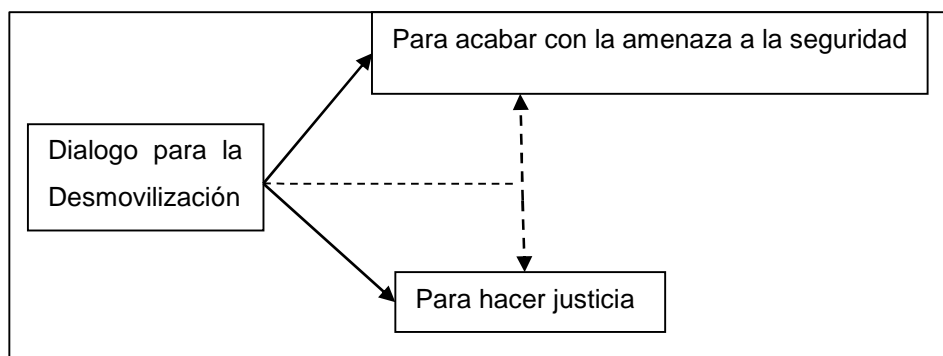 Para acabar con la amenaza a la seguridad
Dialogo para la
Desmovilización
Para hacer justicia